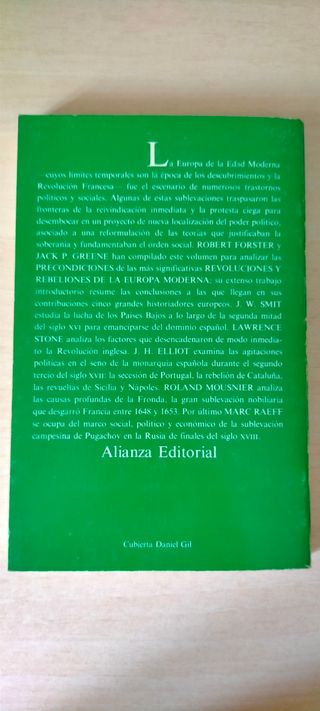 La Europa de la Edad Moderna
—cuyos límites temporales son la época de los descubrimientos y la
Revolución Francesa— fue el escenario de numerosos trastornos
políticos y sociales. Algunas de estas sublevaciones traspasaron las
fronteras de la reivindicación inmediata y la protesta ciega para
desembocar en un proyecto de nueva localización del poder político,
asociado a una reformulación de las teorías que justificaban la
soberanía y fundamentaban el orden social. ROBERT FORSTER y
JACK P. GREENE han compilado este volumen para analizar las
PRECONDICIONES de las más significativas REVOLUCIONES Y
REBELIONES DE LA EUROPA MODERNA; su extenso trabajo
introductorio resume las conclusiones a las que llegan en sus
contribuciones cinco grandes historiadores europeos. J. W. SMIT
estudia la lucha de los Países Bajos a lo largo de la segunda mitad
del siglo XVI para emanciparse del dominio español. LAWRENCE
STONE analiza los factores que desencadenaron de modo inmedia-
to la Revolución inglesa. J. H. ELLIOT examina las agitaciones
políticas en el seno de la monarquía española durante el segundo
tercio del siglo XVII: la secesión de Portugal, la rebelión de Cataluña,
las revueltas de Sicilia y Nápoles. ROLAND MOUSNIER analiza
las causas profundas de la Fronda, la gran sublevación nobiliaria
que desgarró Francia entre 1648 y 1653. Por último MARC RAEFF
se ocupa del marco social, político y económico de la sublevación
campesina de Pugachov en la Rusia de finales del siglo XVIII.
Alianza Editorial
Cubierta Daniel Gil